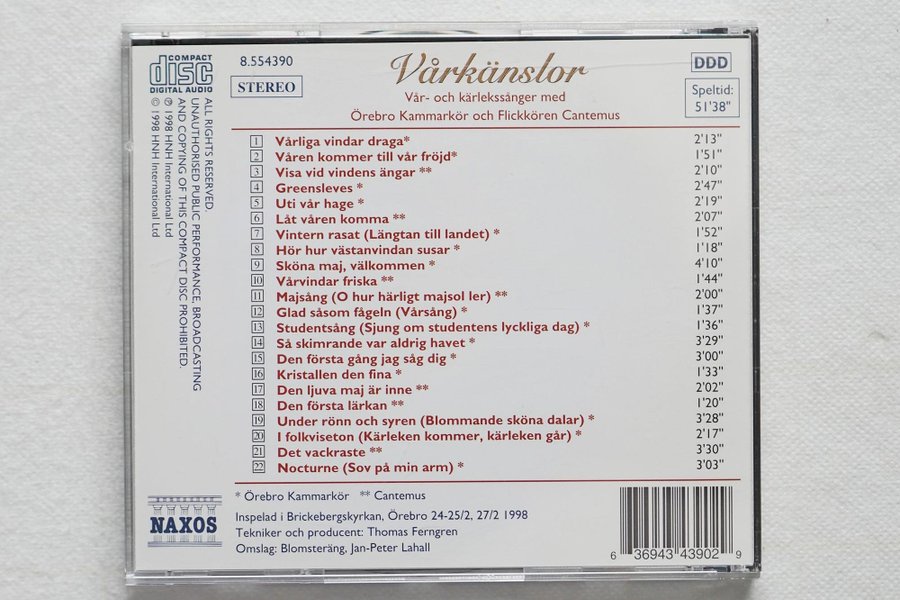 COMPACT
disc
DIGITAL AUDIO
8.554390
STEREO
Vårkänslor
Vår- och kärlekssånger med
Örebro Kammarkör och Flickkören Cantemus
DDD
Speltid:
51'38"
1 Vårliga vindar draga* 2'13"
2 Våren kommer till vår fröjd* 1'51"
3 Visa vid vindens ängar ** 2'10"
4 Greensleves * 2'47"
5 Uti vår hage * 2'19"
6 Låt våren komma ** 2'07"
7 Vintern rasat (Längtan till landet) * 1'52"
8 Hör hur västanvindan susar * 1'18"
9 Sköna maj, välkommen * 4'10"
10 Vårvindar friska ** 1'44"
11 Majsång (O hur härligt majsol ler) ** 2'00"
12 Glad såsom fågeln (Vårsång) * 1'37"
13 Studentsång (Sjung om studentens lyckliga dag) * 1'36"
14 Så skimrande var aldrig havet * 3'29"
15 Den första gång jag såg dig * 3'00"
16 Kristallen den fina * 1'33"
17 Den ljuva maj är inne ** 2'02"
18 Den första lärkan ** 1'20"
19 Under rönn och syren (Blommande sköna dalar) * 3'28"
20 I folkviseton (Kärleken kommer, kärleken går) * 2'17"
21 Det vackraste ** 3'30"
22 Nocturne (Sov på min arm) * 3'03"
* Örebro Kammarkör ** Cantemus
Inspelad i Brickebergskyrkan, Örebro 24-25/2, 27/2 1998
Tekniker och producent: Thomas Ferngren
Omslag: Blomsteräng, Jan-Peter Lahall
ALL RIGHTS RESERVED.
UNAUTHORISED PUBLIC PERFORMANCE, BROADCASTING
AND COPYING OF THIS COMPACT DISC PROHIBITED.
℗ 1998 HNH International Ltd
© 1998 HNH International Ltd
NAXOS
6 36943 43902 9